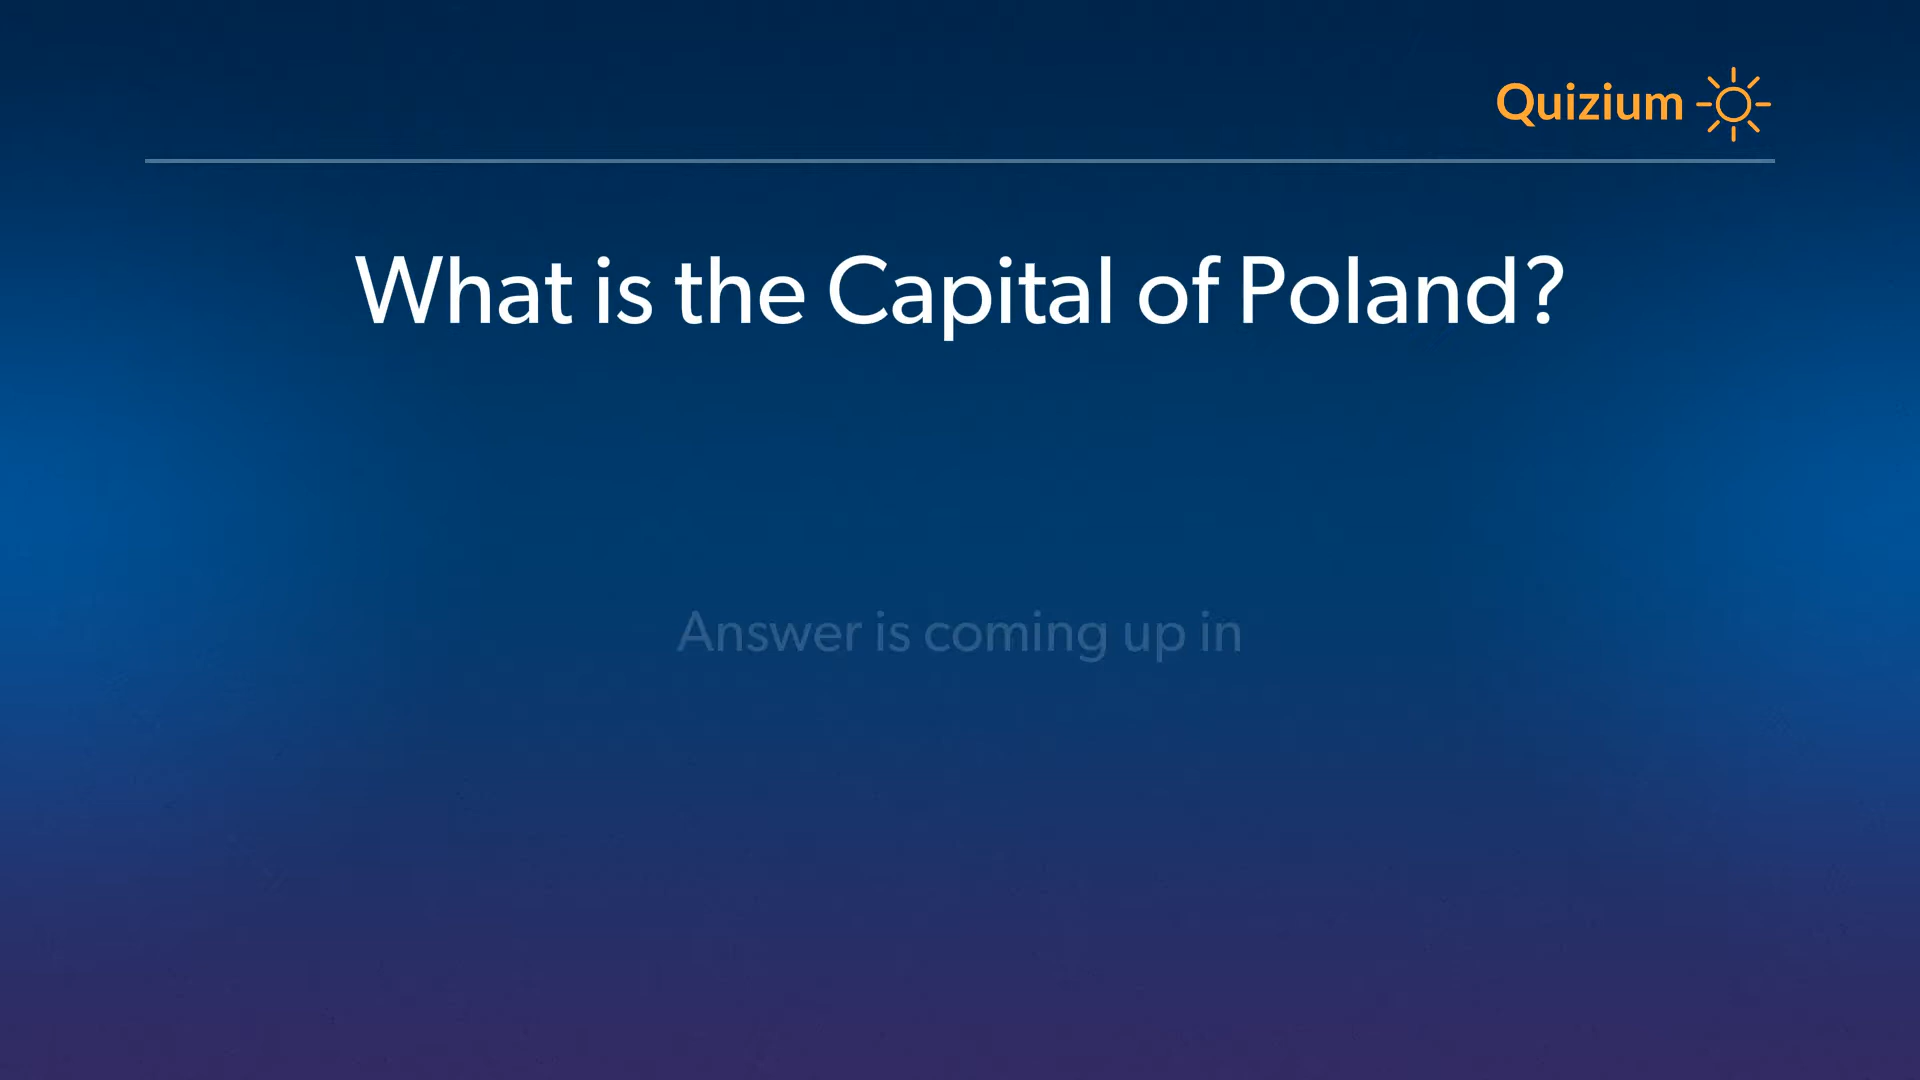 Quizium
What is the Capital of Poland?
Answer is coming up in